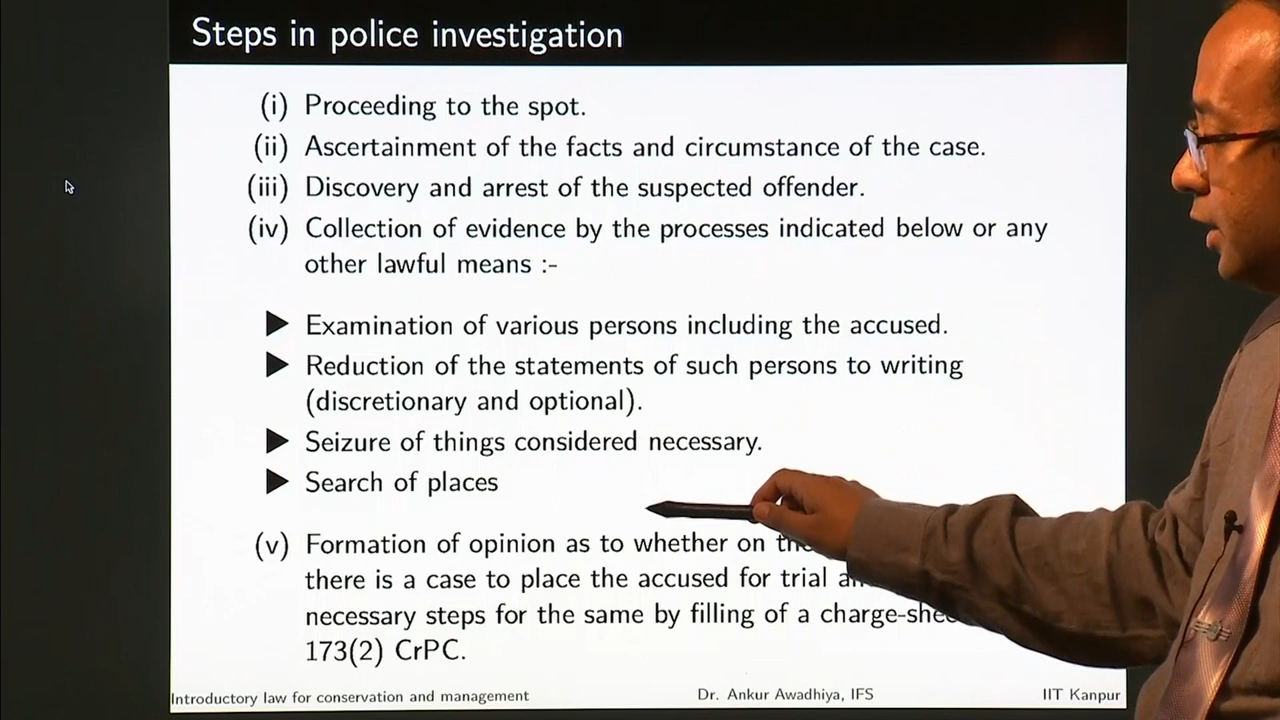 Steps in police investigation
(i) Proceeding to the spot.
(ii) Ascertainment of the facts and circumstance of the case.
(iii) Discovery and arrest of the suspected offender.
(iv) Collection of evidence by the processes indicated below or any
other lawful means :-
▶ Examination of various persons including the accused.
▶ Reduction of the statements of such persons to writing
(discretionary and optional).
▶ Seizure of things considered necessary.
▶ Search of places
(v) Formation of opinion as to whether on
there is a case to place the accused for trial
necessary steps for the same by filling of a
173(2) CrPC.
Introductory law for conservation and management Dr. Ankur Awadhiya, IFS IIT Kanpur